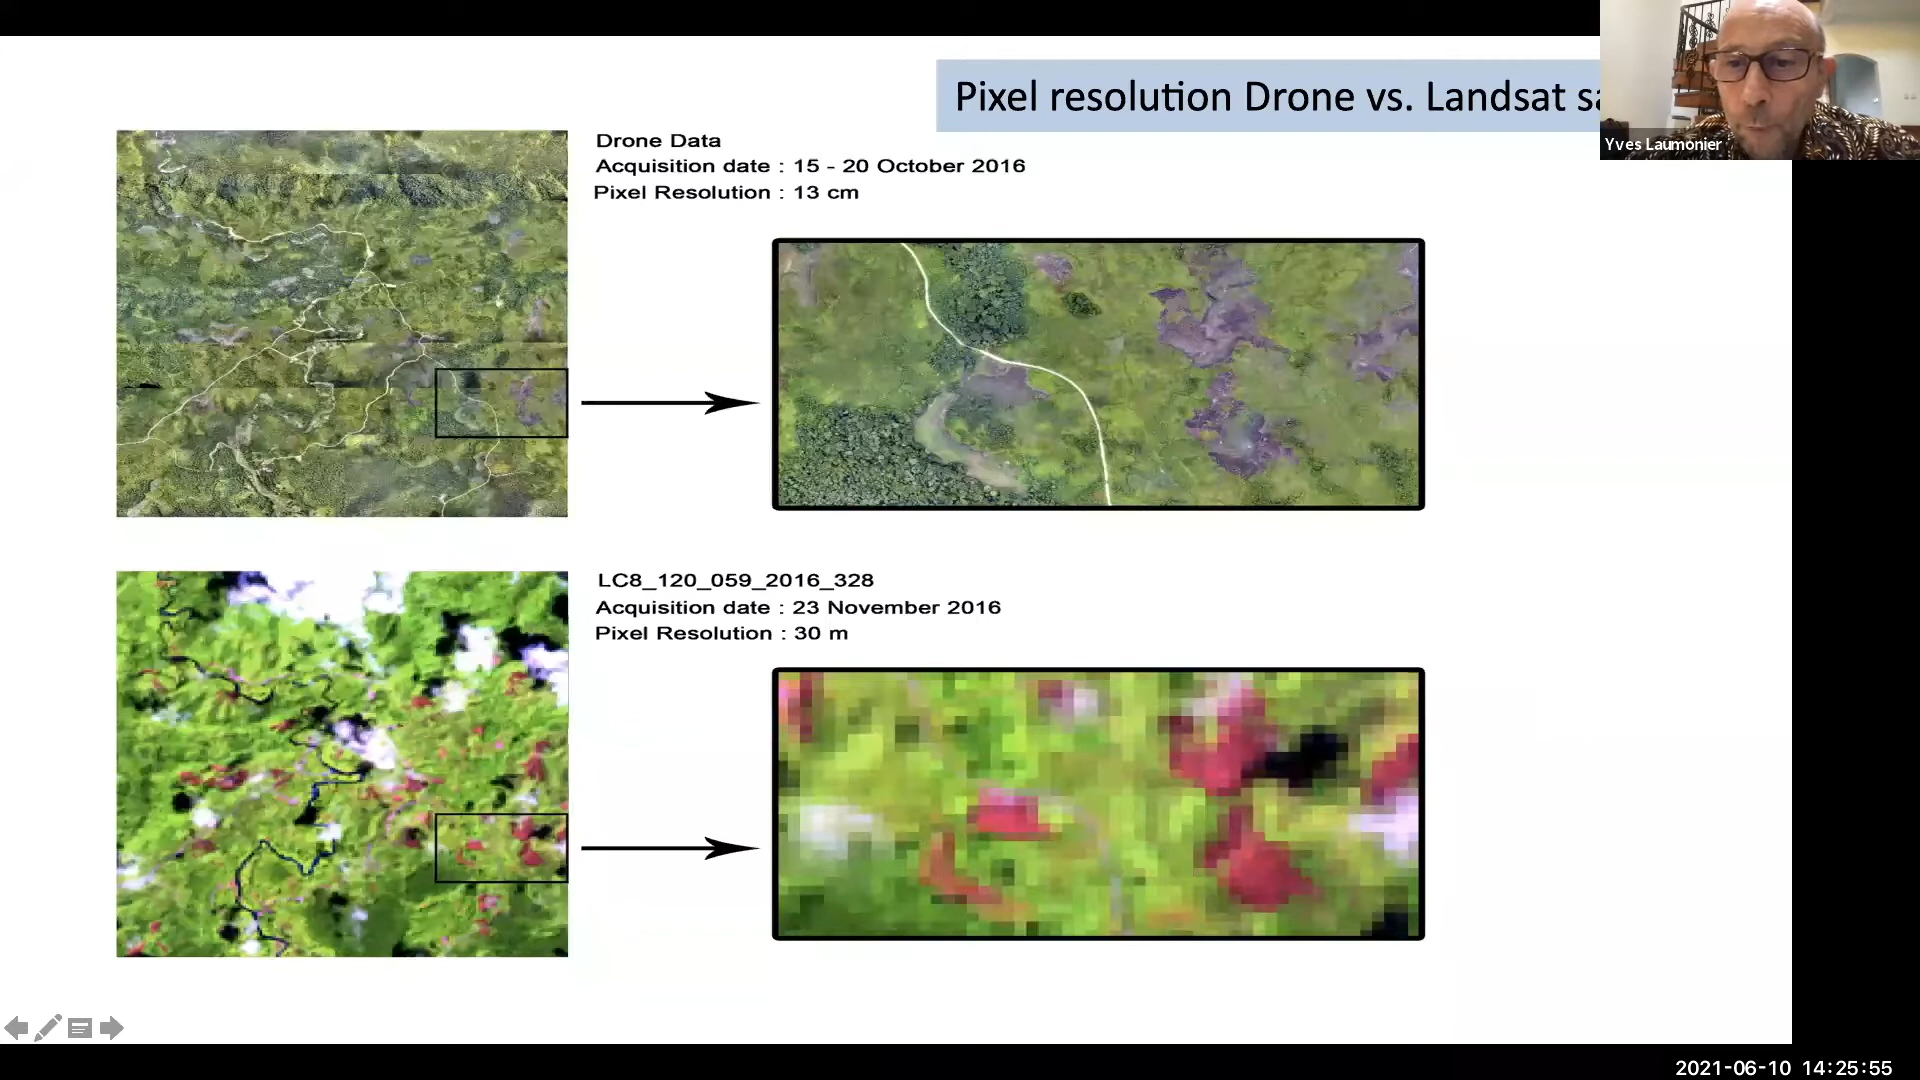 Pixel resolution Drone vs. Landsat
Yves Laumonier
Drone Data
Acquisition date : 15 - 20 October 2016
Pixel Resolution : 13 cm
LC8_120_059_2016_328
Acquisition date : 23 November 2016
Pixel Resolution : 30 m
2021-06-10 14:25:55